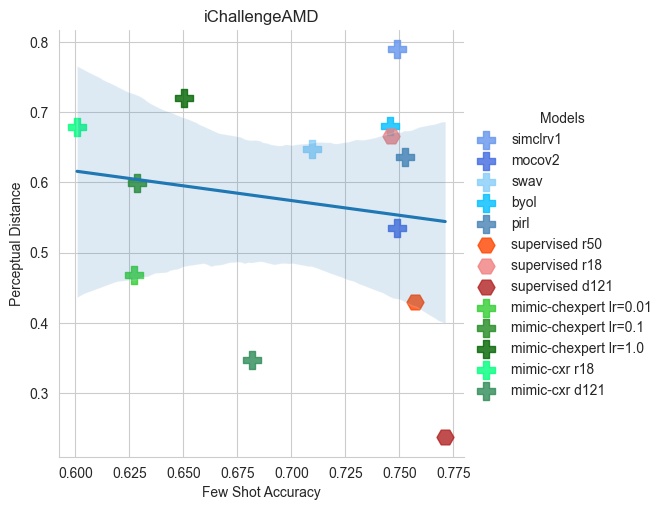 iChallengeAMD
0.8
0.7
0.6
0.5
0.4
0.3
Perceptual Distance
0.600 0.625 0.650 0.675 0.700 0.725 0.750 0.775
Few Shot Accuracy
Models
simclrv1
mocov2
swav
byol
pirl
supervised r50
supervised r18
supervised d121
mimic-chexpert lr=0.01
mimic-chexpert lr=0.1
mimic-chexpert lr=1.0
mimic-cxr r18
mimic-cxr d121